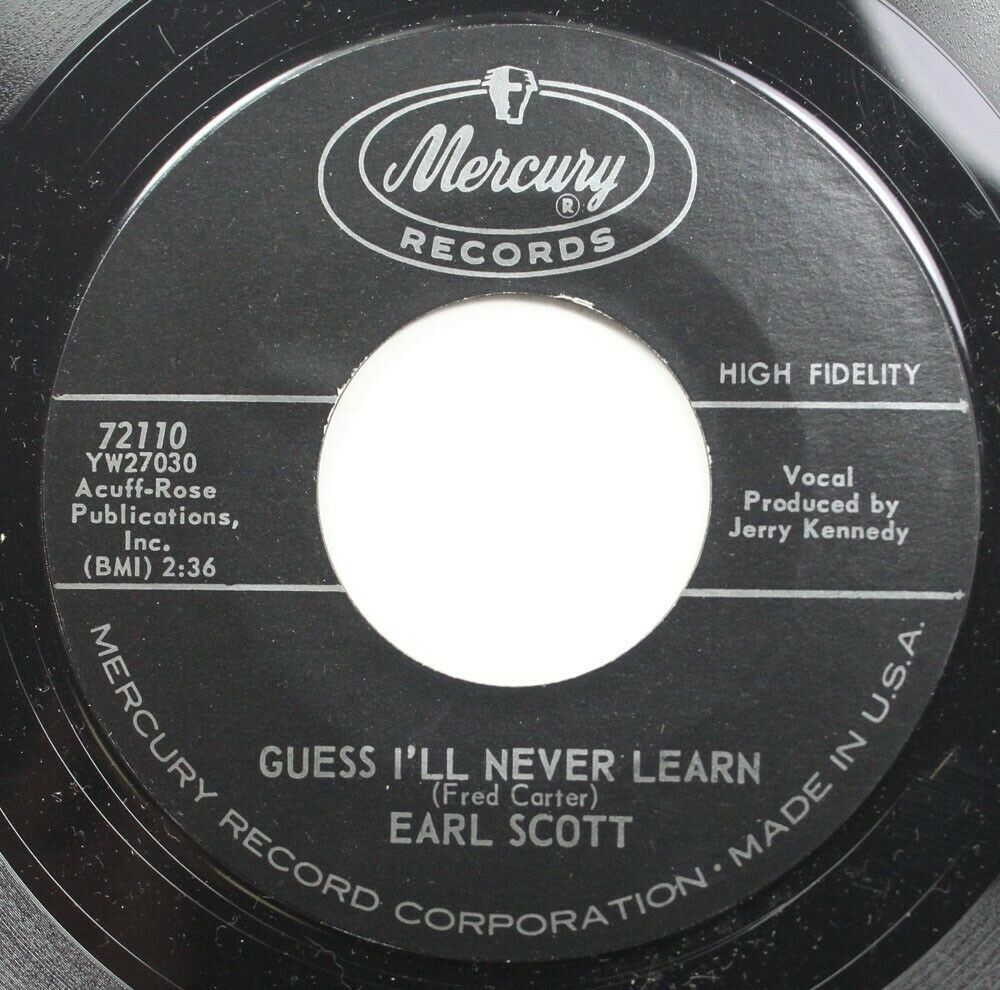 Mercury
®
RECORDS
HIGH FIDELITY
72110
YW27030
Acuff-Rose
Publications,
Inc.
(BMI) 2:36
Vocal
Produced by
Jerry Kennedy
GUESS I'LL NEVER LEARN
(Fred Carter)
EARL SCOTT
MERCURY RECORD CORPORATION • MADE IN U.S.A.